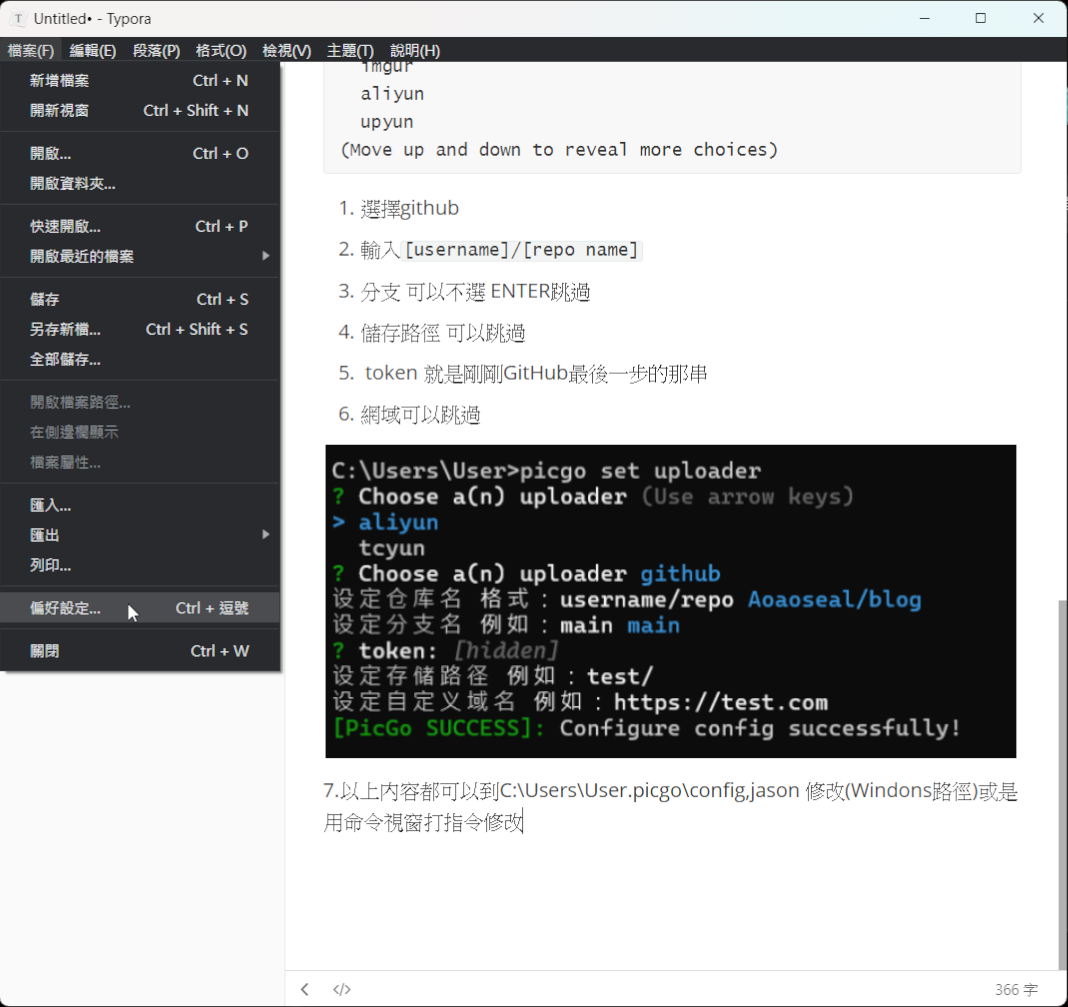 T Untitled• - Typora
檔案(F) 編輯(E) 段落(P) 格式(O) 檢視(V) 主題(T) 說明(H)
新增檔案 Ctrl + N
開新視窗 Ctrl + Shift + N
開啟... Ctrl + O
開啟資料夾...
快速開啟... Ctrl + P
開啟最近的檔案
儲存 Ctrl + S
另存新檔... Ctrl + Shift + S
全部儲存...
開啟檔案路徑...
在側邊欄顯示
檔案屬性...
匯入...
匯出
列印...
偏好設定... Ctrl + 逗號
關閉 Ctrl + W
imgur
aliyun
upyun
(Move up and down to reveal more choices)
1. 選擇github
2. 輸入[username]/[repo name]
3. 分支 可以不選 ENTER跳過
4. 儲存路徑 可以跳過
5. token 就是剛剛GitHub最後一步的那串
6. 網域可以跳過
C:\Users\User>picgo set uploader
? Choose a(n) uploader (Use arrow keys)
> aliyun
tcyun
? Choose a(n) uploader github
设定仓库名 格式：username/repo Aoaoseal/blog
设定分支名 例如：main main
? token: [hidden]
设定存储路径 例如：test/
设定自定义域名 例如：https://test.com
[PicGo SUCCESS]: Configure config successfully!
7.以上内容都可以到C:\Users\User.picgo\config,jason 修改(Windons路徑)或是
用命令視窗打指令修改
</> 366 字